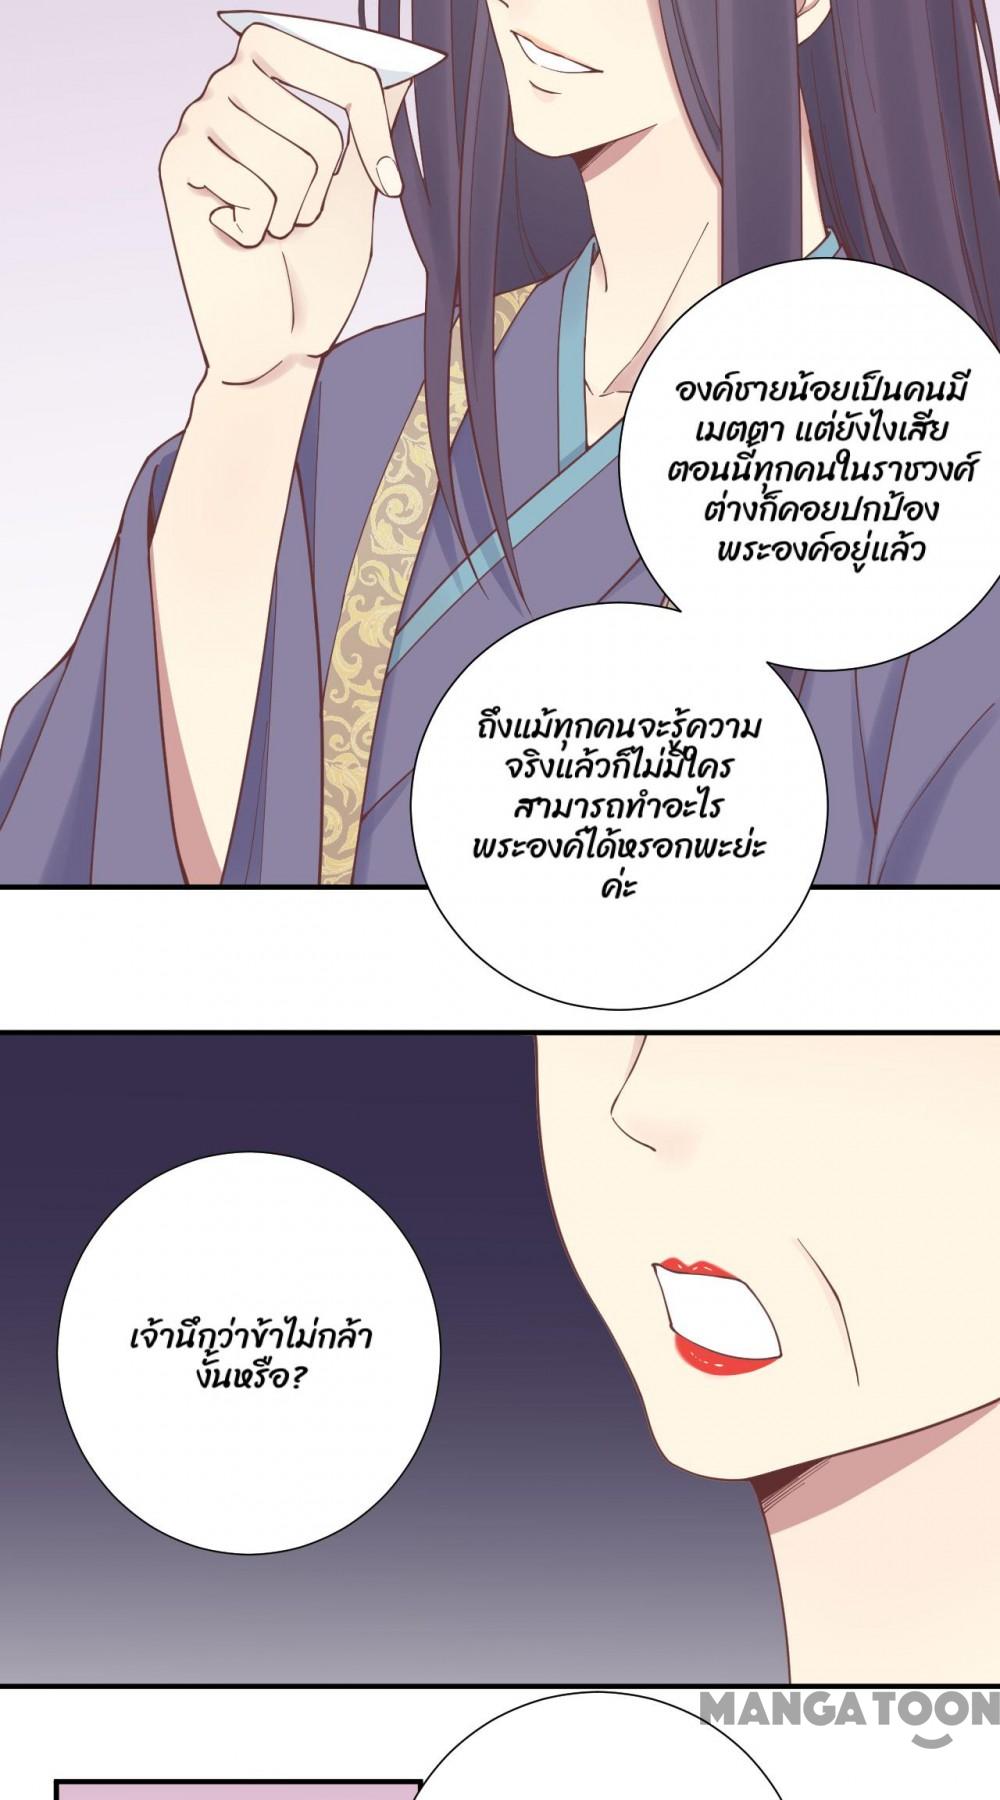 องค์ชายน้อยเป็นคนมี
เมตตา แต่ยังไงเสีย
ตอนนี้ทุกคนในราชวงศ์
ต่างก็คอยปกป้อง
พระองค์อยู่แล้ว
ถึงแม้ทุกคนจะรู้ความ
จริงแล้วก็ไม่มีใคร
สามารถทำอะไร
พระองค์ได้หรอกพะย่ะ
ค่ะ
เจ้านึกว่าข้าไม่กล้า
งั้นหรือ?
MANGATOON